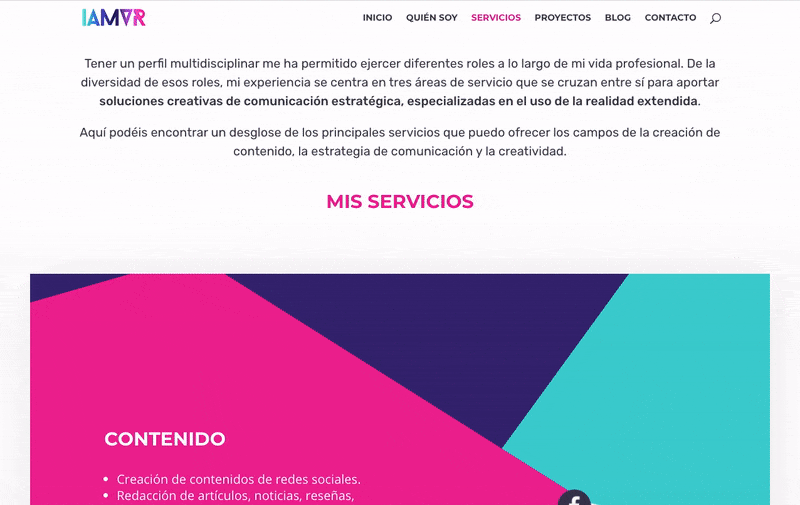 IAMVR
INICIO QUIÉN SOY SERVICIOS PROYECTOS BLOG CONTACTO
Tener un perfil multidisciplinar me ha permitido ejercer diferentes roles a lo largo de mi vida profesional. De la
diversidad de esos roles, mi experiencia se centra en tres áreas de servicio que se cruzan entre sí para aportar
soluciones creativas de comunicación estratégica, especializadas en el uso de la realidad extendida.
Aquí podéis encontrar un desglose de los principales servicios que puedo ofrecer los campos de la creación de
contenido, la estrategia de comunicación y la creatividad.
MIS SERVICIOS
CONTENIDO
• Creación de contenidos de redes sociales.
• Redacción de artículos, noticias, reseñas,